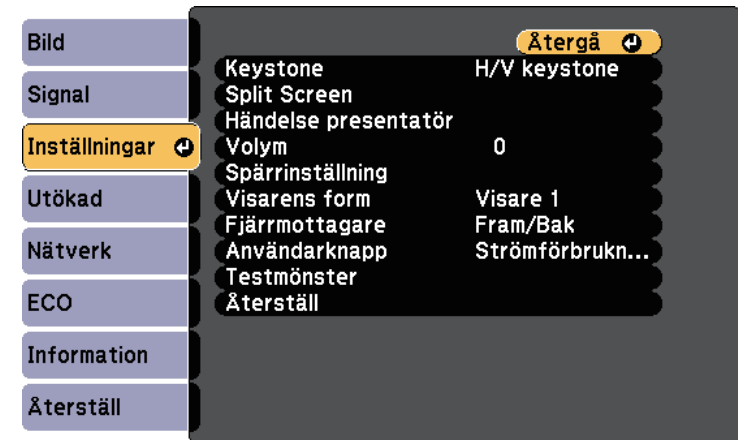 Bild
Signal
Inställningar
Utökad
Nätverk
ECO
Information
Återställ
Återgå
Keystone H/V keystone
Split Screen
Händelse presentatör
Volym 0
Spärrinställning
Visarens form Visare 1
Fjärrmottagare Fram/Bak
Användarknapp Strömförbrukn...
Testmönster
Återställ